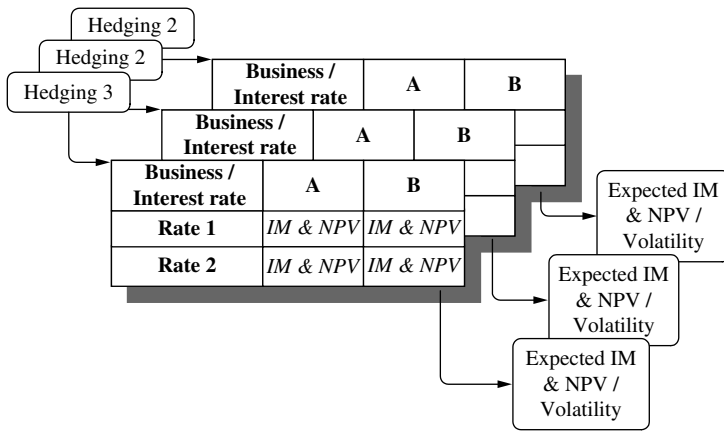 Hedging 2
Hedging 2
Hedging 3
Business /
Interest rate
A
B
Business /
Interest rate
A
B
Business /
Interest rate
A
B
Rate 1
IM & NPV
IM & NPV
Rate 2
IM & NPV
IM & NPV
Expected IM
& NPV /
Volatility
Expected IM
& NPV /
Volatility
Expected IM
& NPV /
Volatility